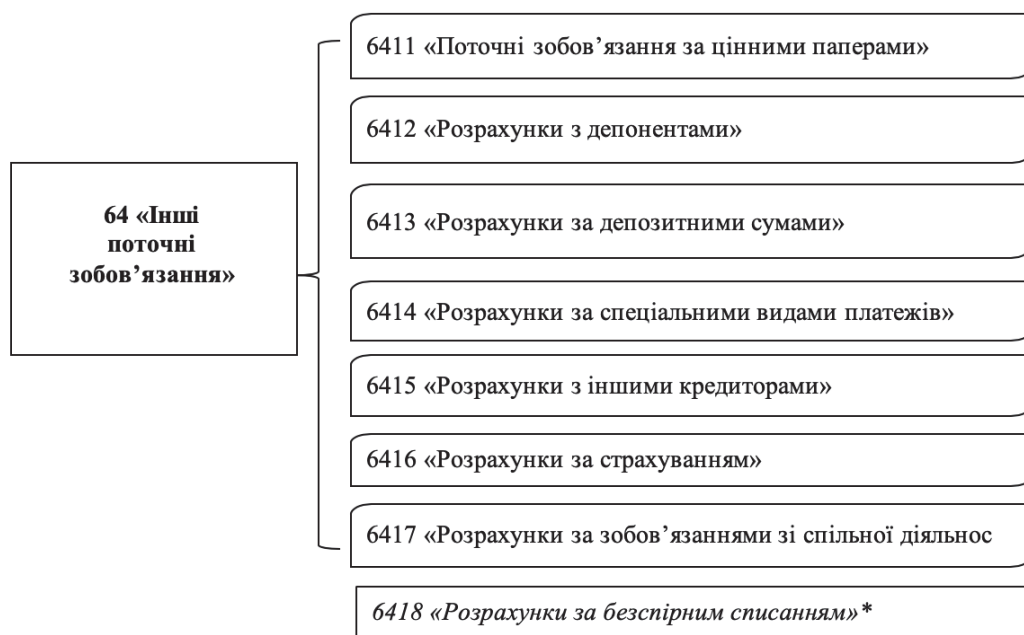 6411 «Поточні зобов’язання за цінними паперами»
6412 «Розрахунки з депонентами»
64 «Інші
поточні
зобов’язання»
6413 «Розрахунки за депозитними сумами»
6414 «Розрахунки за спеціальними видами платежів»
6415 «Розрахунки з іншими кредиторами»
6416 «Розрахунки за страхуванням»
6417 «Розрахунки за зобов’язаннями зі спільної діяльнос
6418 «Розрахунки за безспірним списанням»*